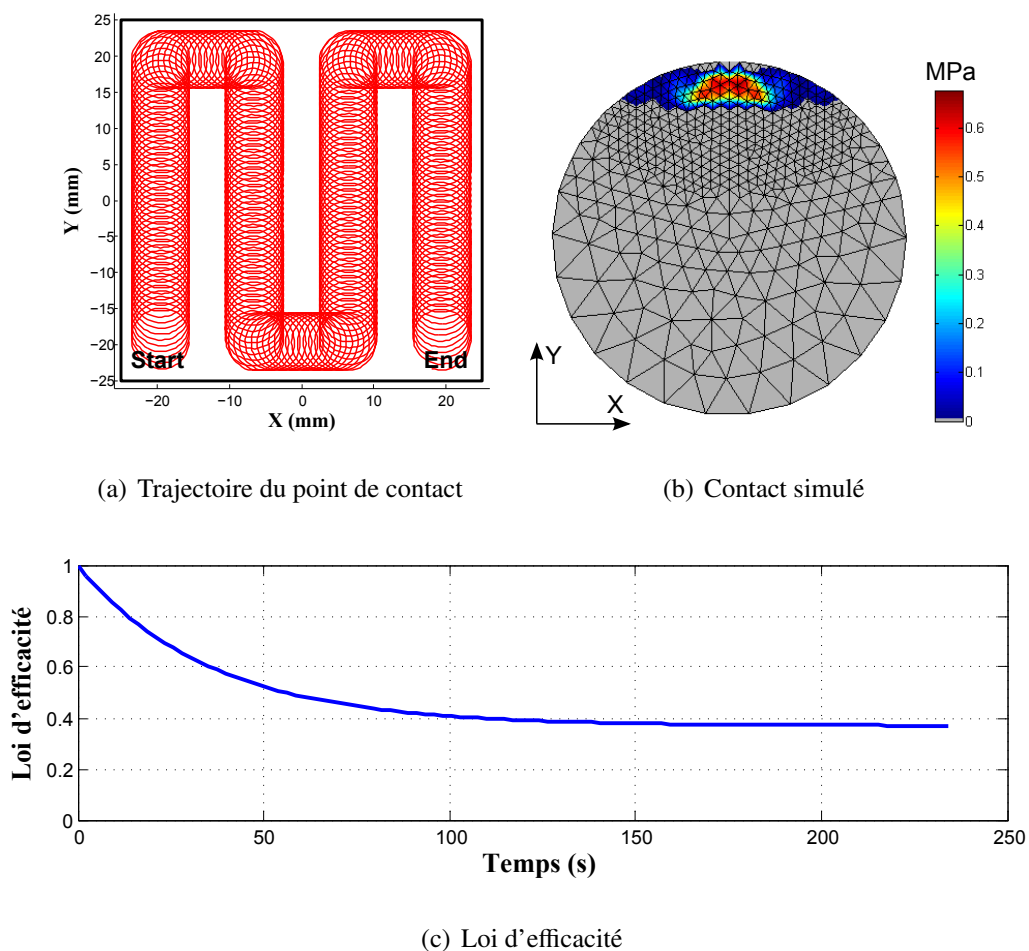 25
20
15
10
5
0
−5
−10
−15
−20
−25
Y (mm)
Start
End
−20
−10
0
10
20
X (mm)
MPa
0.6
0.5
0.4
0.3
0.2
0.1
0
Y
X
(a) Trajectoire du point de contact
(b) Contact simulé
1
0.8
0.6
0.4
0.2
0
Loi d'efficacité
0
50
100
150
200
250
Temps (s)
(c) Loi d'efficacité